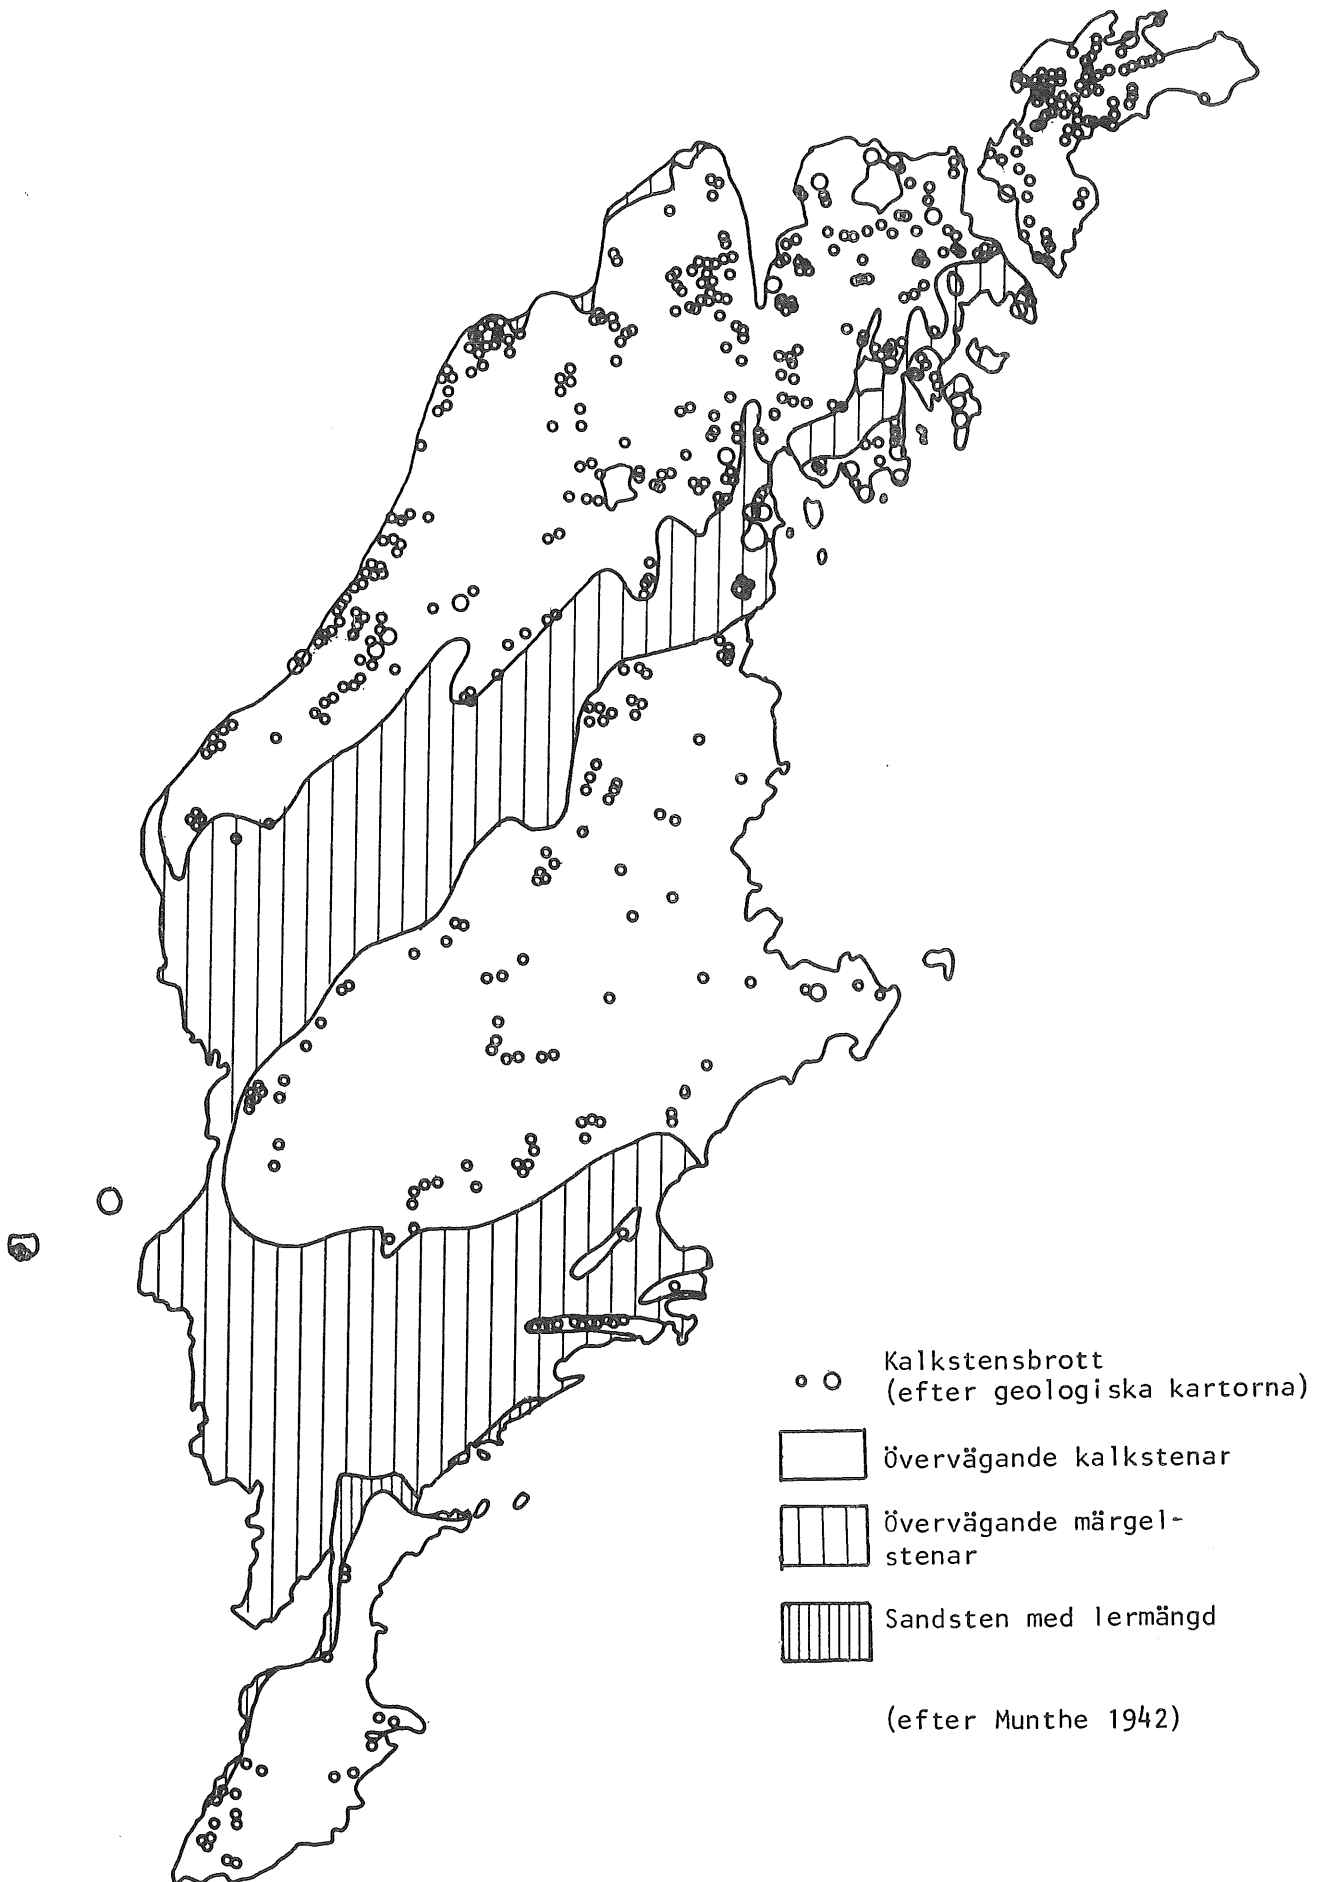 Kalkstensbrott
(efter geologiska kartorna)
Övervägande kalkstenar
Övervägande märgel-
stenar
Sandsten med lermängd
(efter Munthe 1942)